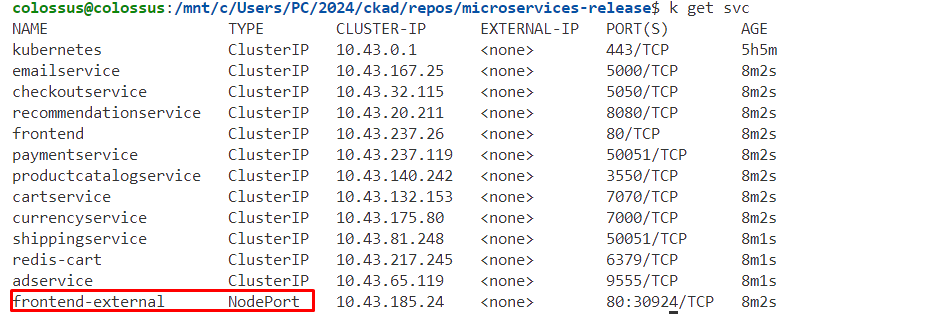 colossus@colossus:/mnt/c/Users/PC/2024/ckad/repos/microservices-release$ k get svc
NAME TYPE CLUSTER-IP EXTERNAL-IP PORT(S) AGE
kubernetes ClusterIP 10.43.0.1 <none> 443/TCP 5h5m
emailservice ClusterIP 10.43.167.25 <none> 5000/TCP 8m2s
checkoutservice ClusterIP 10.43.32.115 <none> 5050/TCP 8m2s
recommendationservice ClusterIP 10.43.20.211 <none> 8080/TCP 8m2s
frontend ClusterIP 10.43.237.26 <none> 80/TCP 8m2s
paymentservice ClusterIP 10.43.237.119 <none> 50051/TCP 8m2s
productcatalogservice ClusterIP 10.43.140.242 <none> 3550/TCP 8m2s
cartservice ClusterIP 10.43.132.153 <none> 7070/TCP 8m2s
currencyservice ClusterIP 10.43.175.80 <none> 7000/TCP 8m2s
shippingservice ClusterIP 10.43.81.248 <none> 50051/TCP 8m1s
redis-cart ClusterIP 10.43.217.245 <none> 6379/TCP 8m1s
adservice ClusterIP 10.43.65.119 <none> 9555/TCP 8m1s
frontend-external NodePort 10.43.185.24 <none> 80:30924/TCP 8m2s